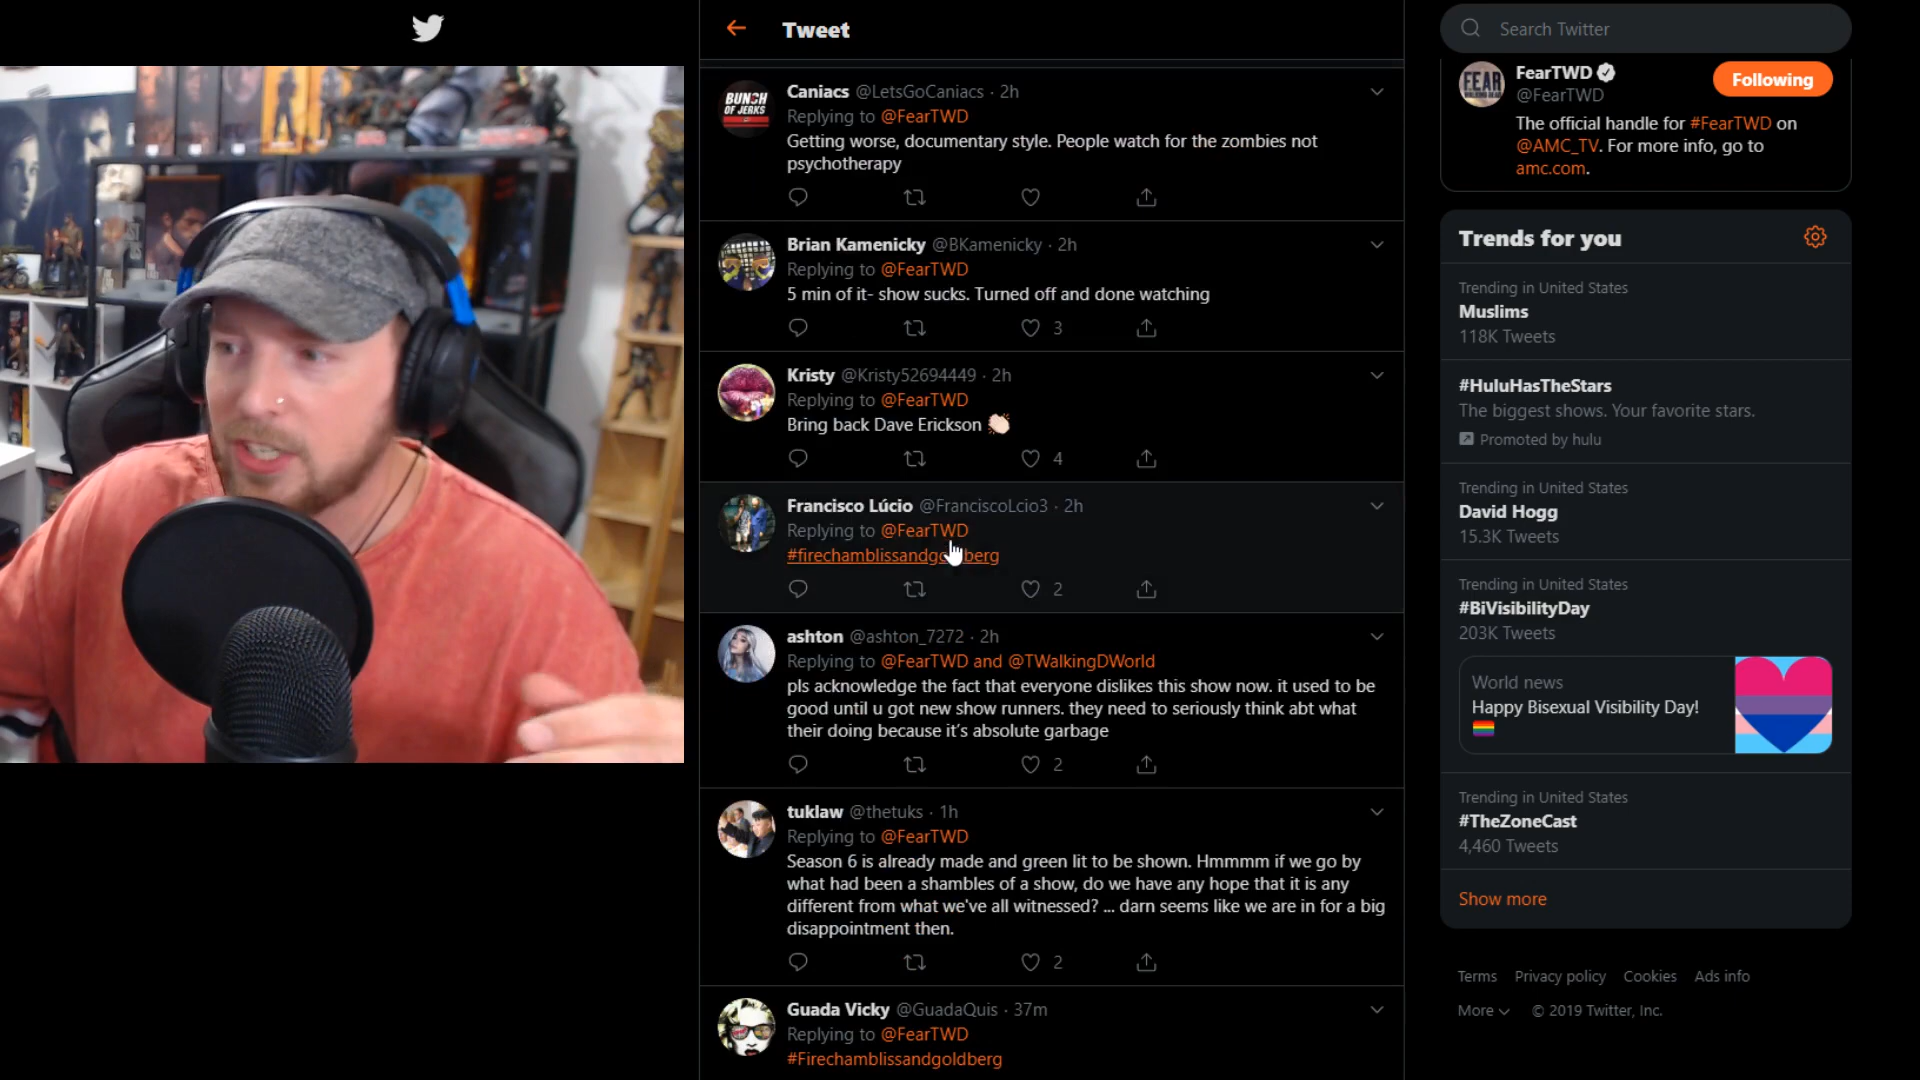 Tweet
Search Twitter
Caniacs @LetsGoCaniacs · 2h
Replying to @FearTWD
Getting worse, documentary style. People watch for the zombies not
psychotherapy
BUNCH
OF JERKS
Brian Kamenicky @BKamenicky · 2h
Replying to @FearTWD
5 min of it- show sucks. Turned off and done watching
3
Kristy @Kristy52694449 · 2h
Replying to @FearTWD
Bring back Dave Erickson 👏🏻
4
Francisco Lúcio @FranciscoLcio3 · 2h
Replying to @FearTWD
#firechamblissandgoldberg
2
ashton @ashton_7272 · 2h
Replying to @FearTWD and @TWalkingDWorld
pls acknowledge the fact that everyone dislikes this show now. it used to be
good until u got new show runners. they need to seriously think abt what
their doing because it’s absolute garbage
2
tuklaw @thetuks · 1h
Replying to @FearTWD
Season 6 is already made and green lit to be shown. Hmmmm if we go by
what had been a shambles of a show, do we have any hope that it is any
different from what we've all witnessed? ... darn seems like we are in for a big
disappointment then.
2
Guada Vicky @GuadaQuis · 37m
Replying to @FearTWD
#Firechamblissandgoldberg
FEAR
FearTWD
@FearTWD
Following
The official handle for #FearTWD on
@AMC_TV. For more info, go to
amc.com.
Trends for you
Trending in United States
Muslims
118K Tweets
#HuluHasTheStars
The biggest shows. Your favorite stars.
Promoted by hulu
Trending in United States
David Hogg
15.3K Tweets
Trending in United States
#BiVisibilityDay
203K Tweets
World news
Happy Bisexual Visibility Day!
🏳️‍🌈
Trending in United States
#TheZoneCast
4,460 Tweets
Show more
Terms Privacy policy Cookies Ads info
More © 2019 Twitter, Inc.